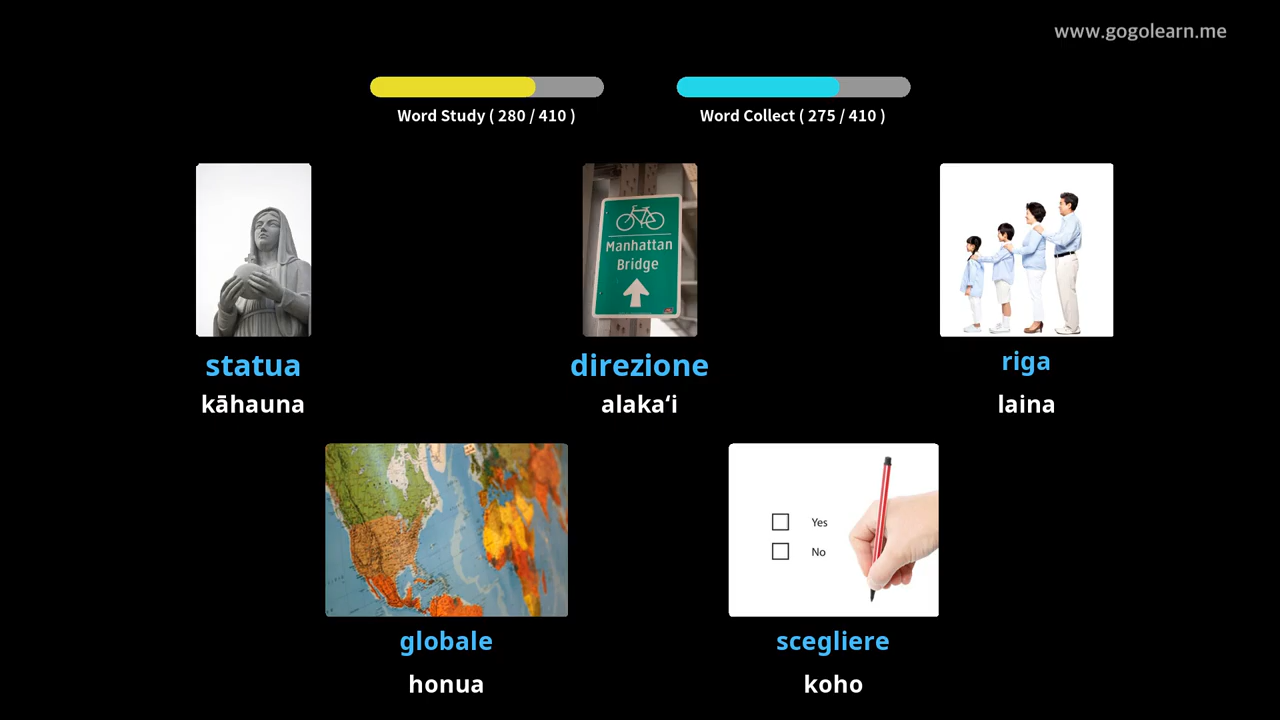 www.gogolearn.me
Word Study ( 280 / 410 )
Word Collect ( 275 / 410 )
Manhattan
Bridge
statua
kāhauna
direzione
alakaʻi
riga
laina
Yes
No
globale
honua
scegliere
koho